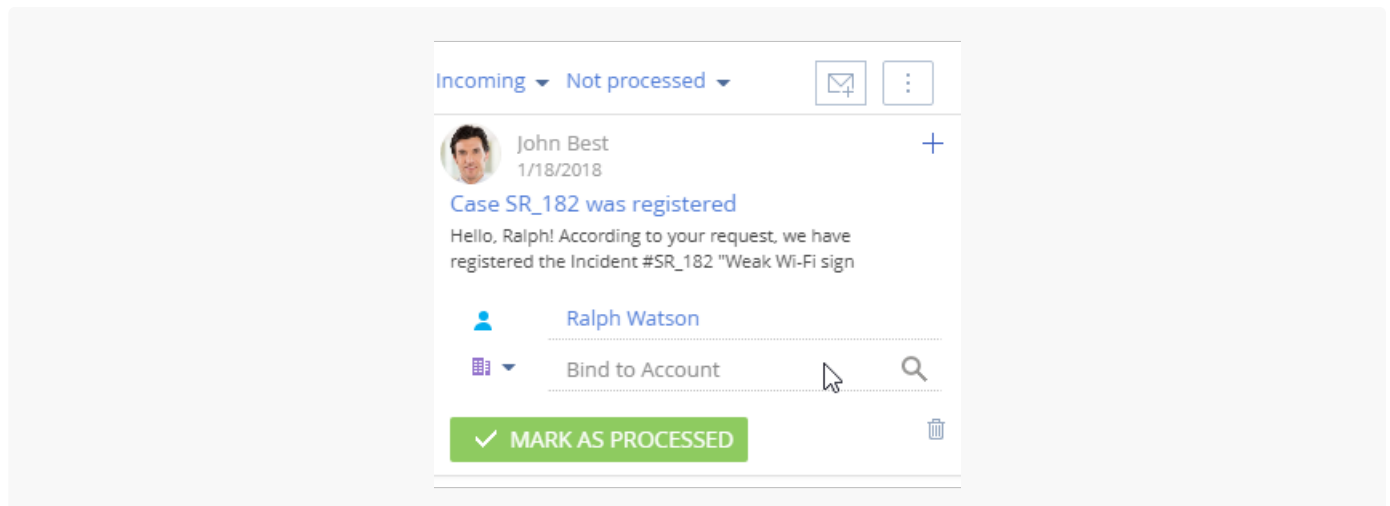 Incoming Not processed
John Best
1/18/2018
Case SR_182 was registered
Hello, Ralph! According to your request, we have
registered the Incident #SR_182 "Weak Wi-Fi sign
Ralph Watson
Bind to Account
MARK AS PROCESSED